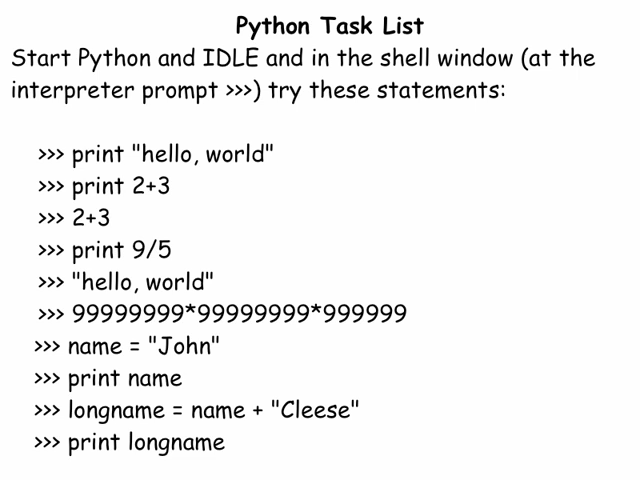 Python Task List
Start Python and IDLE and in the shell window (at the
interpreter prompt >>>) try these statements:
>>> print "hello, world"
>>> print 2+3
>>> 2+3
>>> print 9/5
>>> "hello, world"
>>> 99999999*99999999*999999
>>> name = "John"
>>> print name
>>> longname = name + "Cleese"
>>> print longname